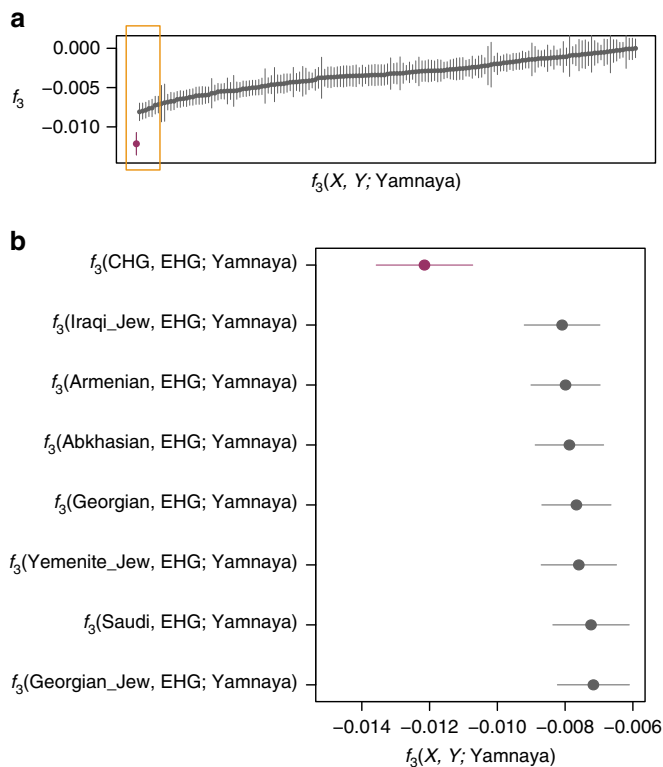 a
0.000
−0.005
−0.010
f3
f3(X, Y; Yamnaya)
b
f3(CHG, EHG; Yamnaya)
f3(Iraqi_Jew, EHG; Yamnaya)
f3(Armenian, EHG; Yamnaya)
f3(Abkhasian, EHG; Yamnaya)
f3(Georgian, EHG; Yamnaya)
f3(Yemenite_Jew, EHG; Yamnaya)
f3(Saudi, EHG; Yamnaya)
f3(Georgian_Jew, EHG; Yamnaya)
−0.014 −0.012 −0.010 −0.008 −0.006
f3(X, Y; Yamnaya)